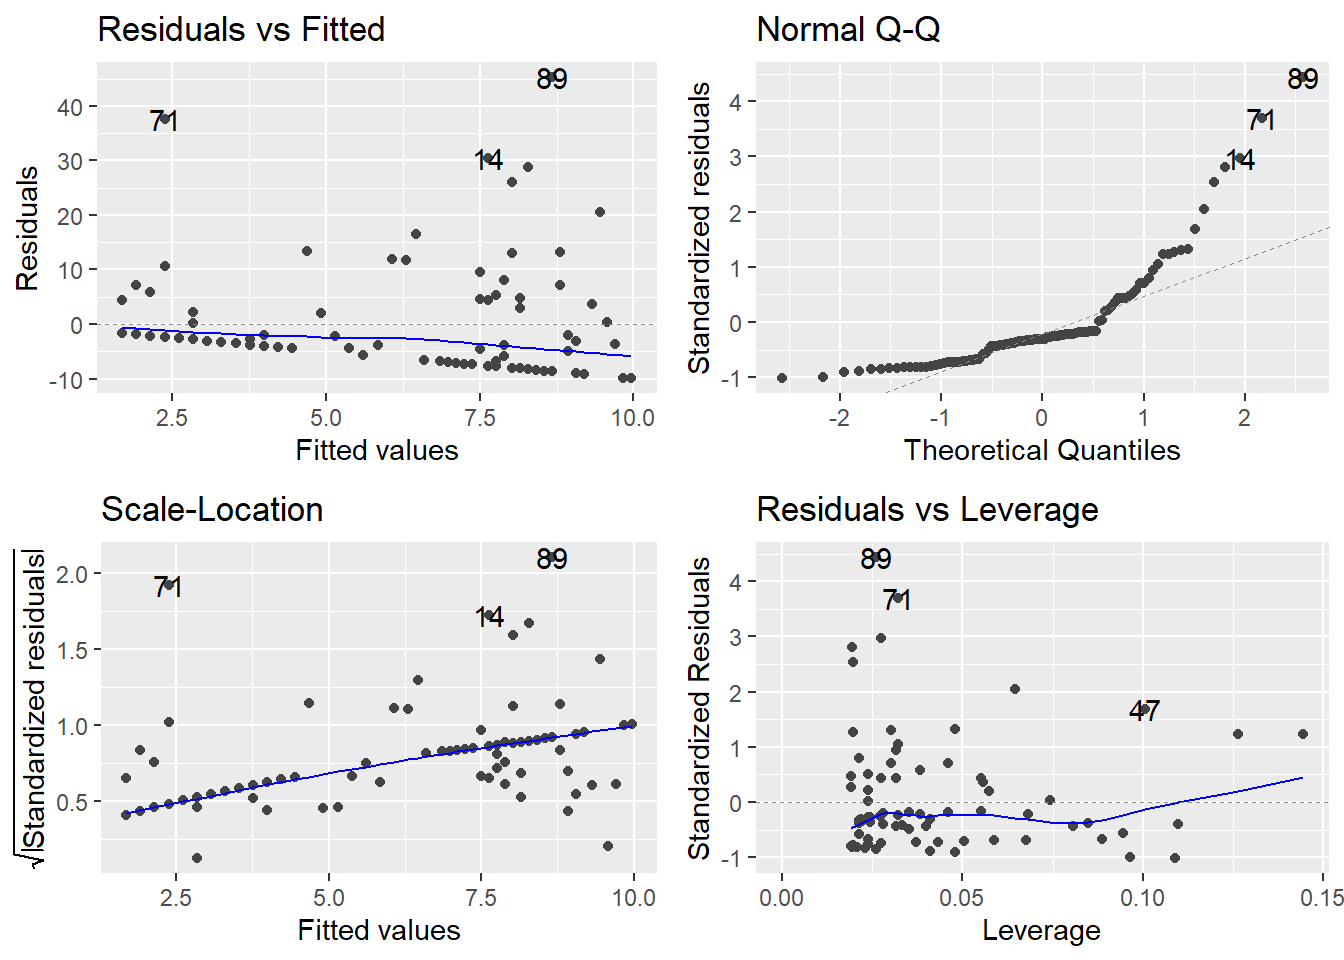 Residuals vs Fitted
Residuals
40
30
20
10
0
-10
89
71
14
2.5 5.0 7.5 10.0
Fitted values
Normal Q-Q
Standardized residuals
4
3
2
1
0
-1
89
71
14
-2 -1 0 1 2
Theoretical Quantiles
Scale-Location
√|Standardized residuals|
2.0
1.5
1.0
0.5
89
71
14
2.5 5.0 7.5 10.0
Fitted values
Residuals vs Leverage
Standardized Residuals
4
3
2
1
0
-1
89
71
47
0.00 0.05 0.10 0.15
Leverage